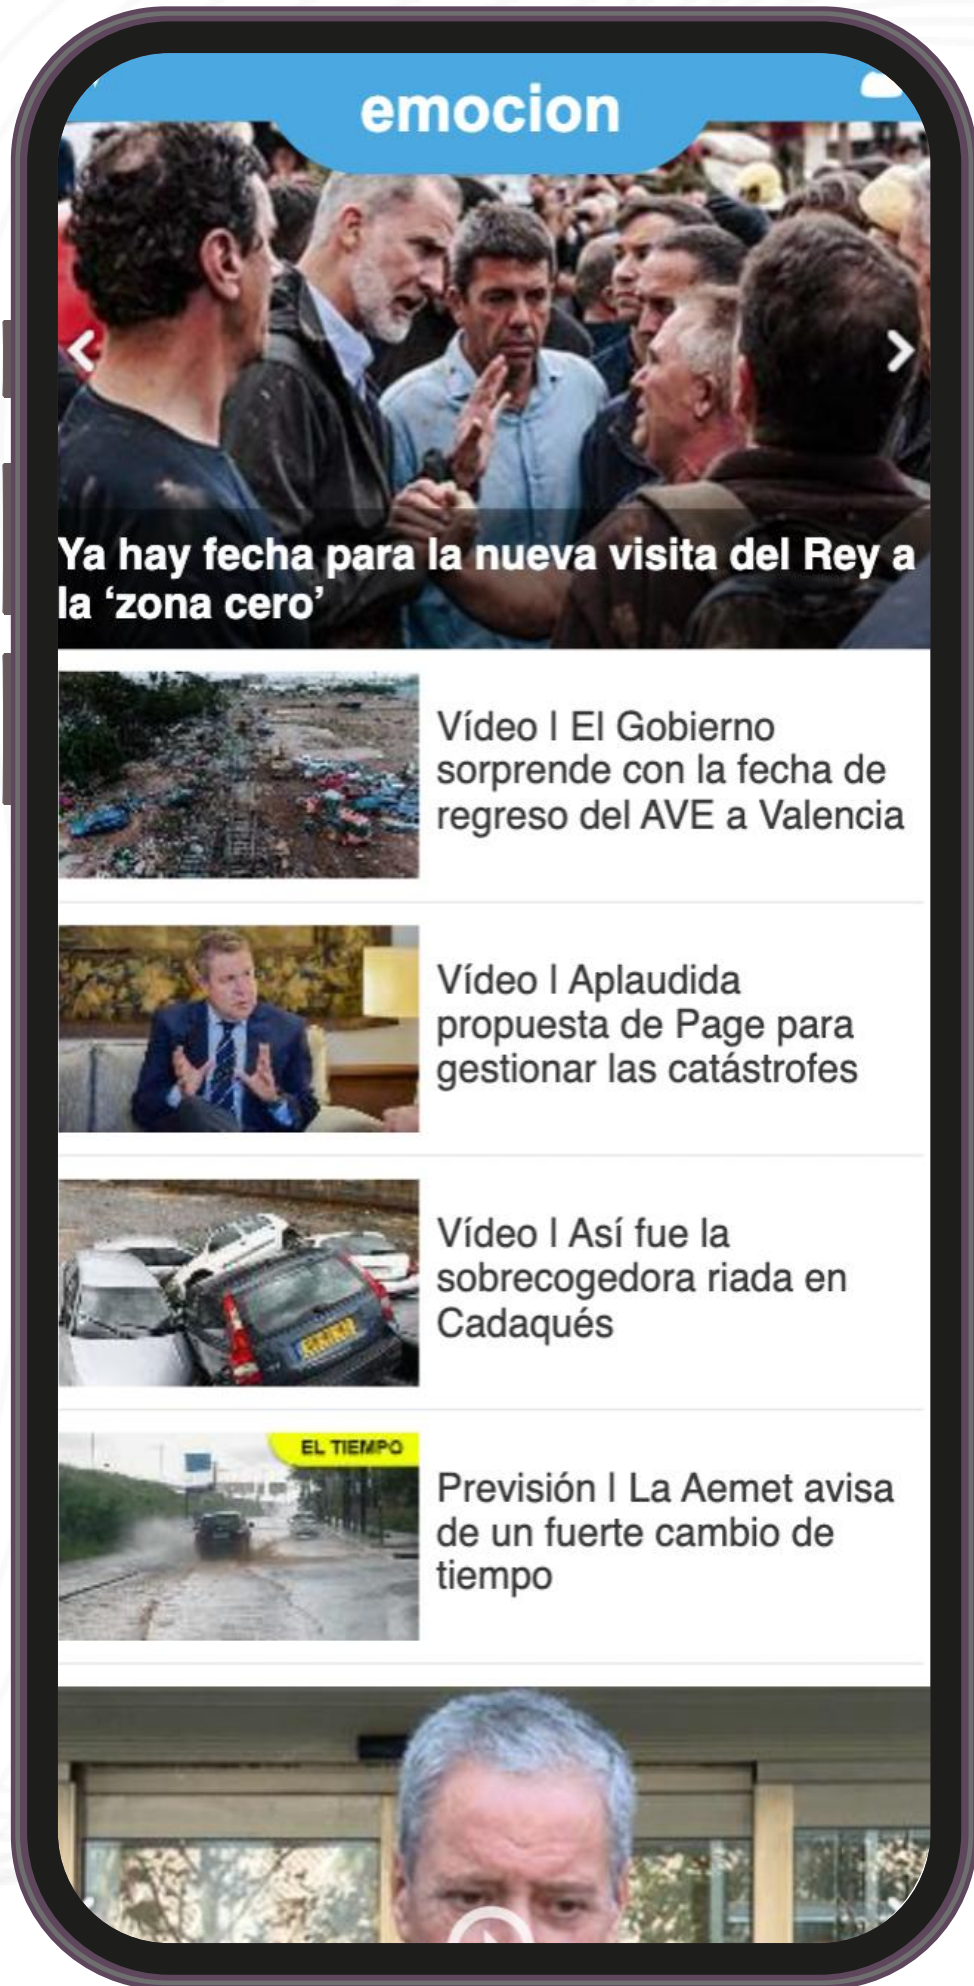 emocion
Ya hay fecha para la nueva visita del Rey a
la ‘zona cero’
Vídeo | El Gobierno
sorprende con la fecha de
regreso del AVE a Valencia
Vídeo | Aplaudida
propuesta de Page para
gestionar las catástrofes
Vídeo | Así fue la
sobrecogedora riada en
Cadaqués
EL TIEMPO
Previsión | La Aemet avisa
de un fuerte cambio de
tiempo